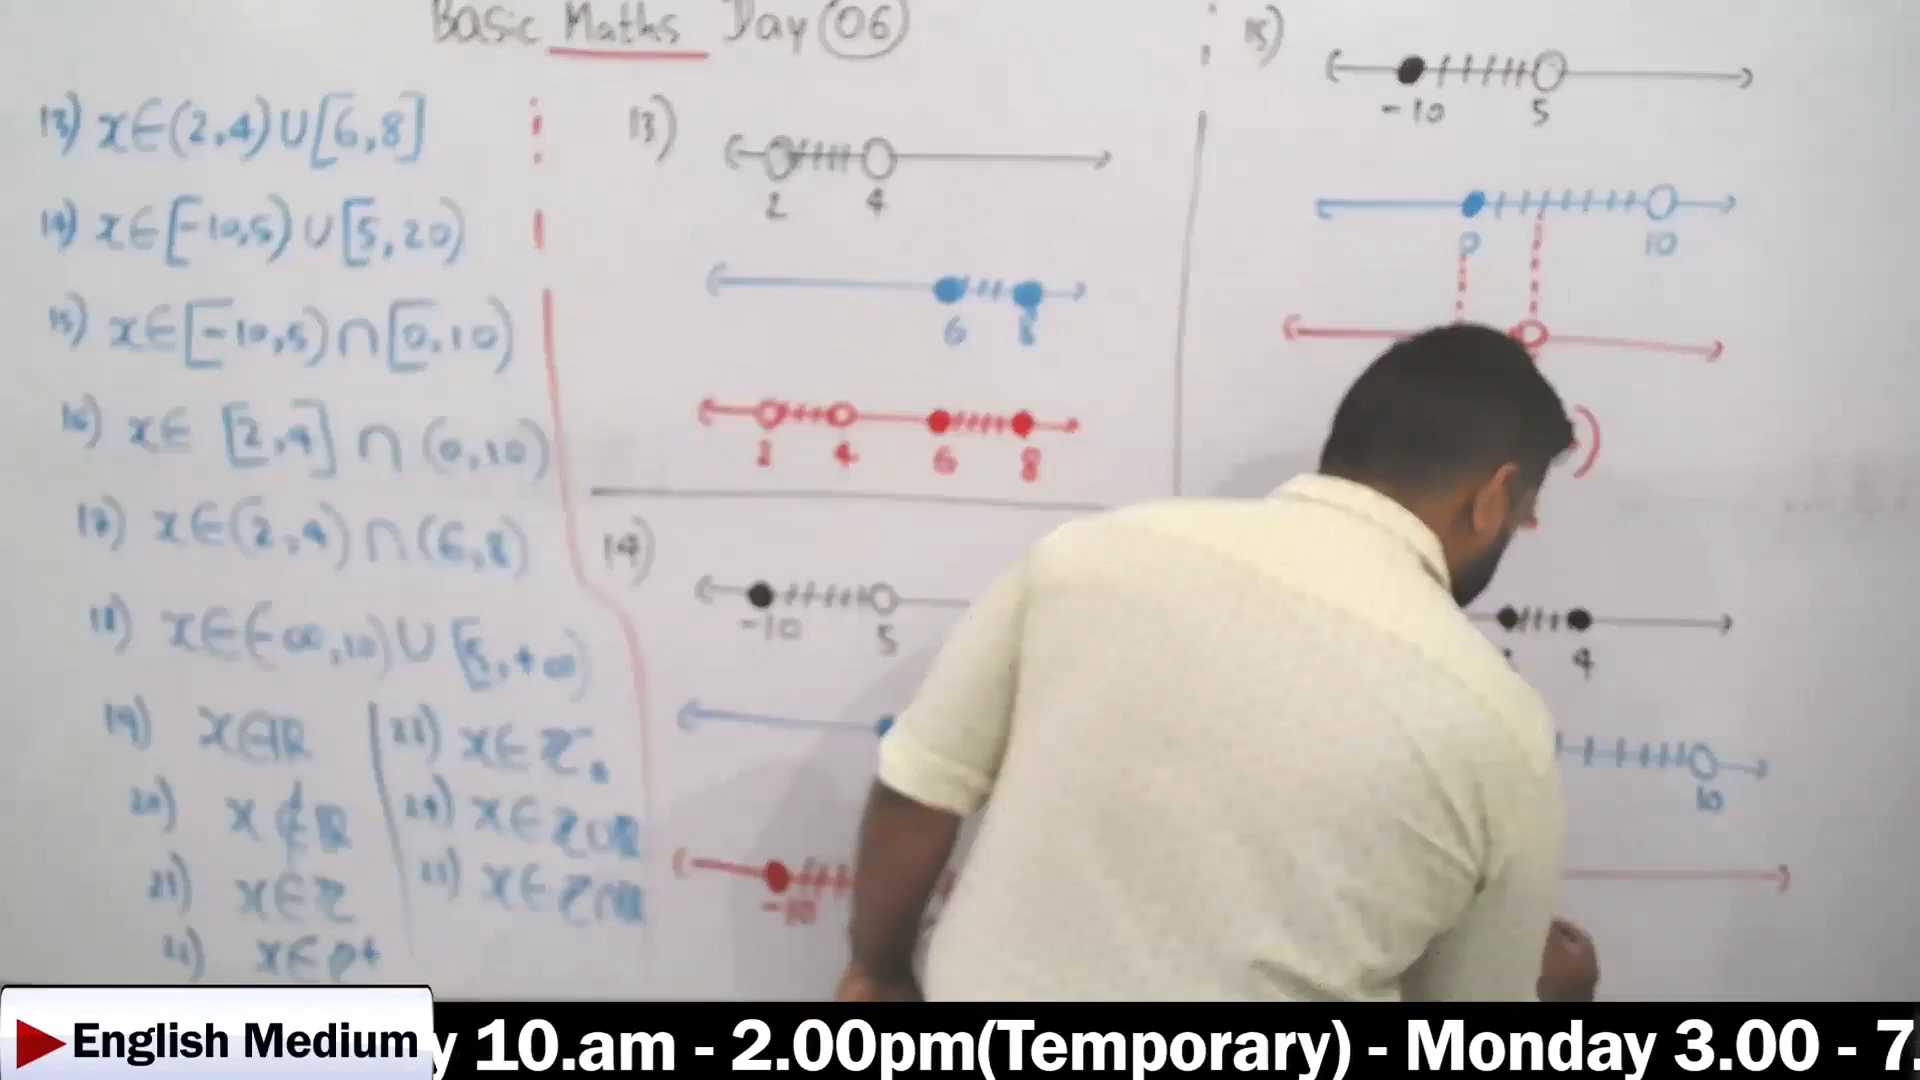 Basic Maths Day 06
13) x∈(2,4)∪[6,8]
14) x∈[-10,5)∪[5,20)
15) x∈[-10,5)∩[0,10)
16) x∈ [2,4] ∩ (0,10)
17) x∈(2,4)∩(6,8)
18) x∈(-∞,10)∪[5,+∞)
19) x∈ℝ
20) x∉ℝ
21) x∈ℤ
x∈
x∈ℤ
24) x∈ℤ∪ℝ
x∈ℤ∩ℝ
13)
2 4
6 8
2 4 6 8
14)
-10 5
-10
15)
-10 5
0 10
)
4
10
English Medium
y 10.am - 2.00pm(Temporary) - Monday 3.00 - 7.